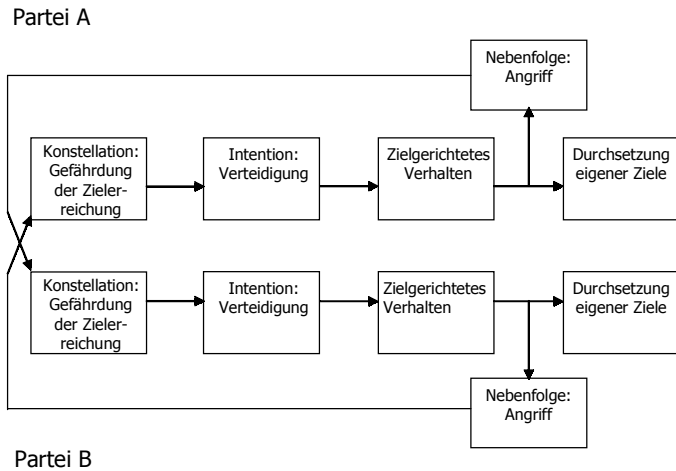 Partei A
Nebenfolge:
Angriff
Konstellation:
Gefährdung
der Zieler-
reichung
Intention:
Verteidigung
Zielgerichtetes
Verhalten
Durchsetzung
eigener Ziele
Konstellation:
Gefährdung
der Zieler-
reichung
Intention:
Verteidigung
Zielgerichtetes
Verhalten
Durchsetzung
eigener Ziele
Nebenfolge:
Angriff
Partei B